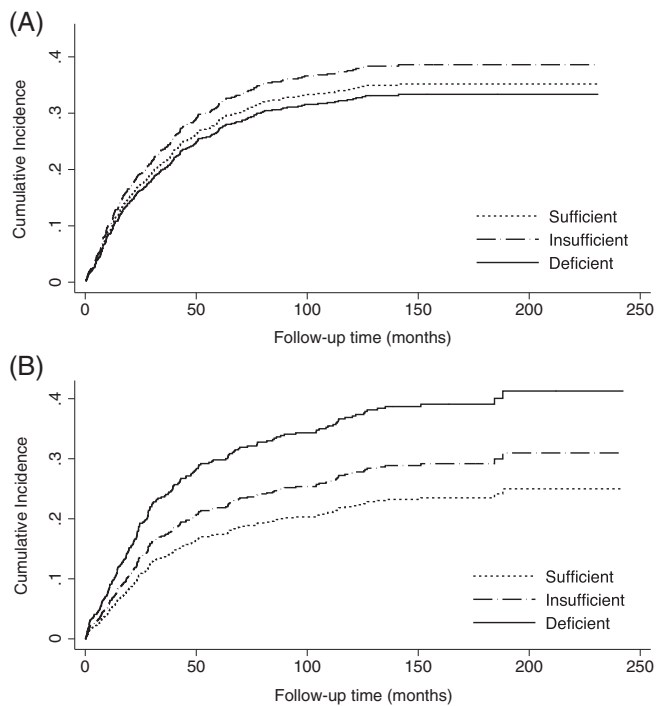 (A)
Cumulative Incidence
.4
.3
.2
.1
0
Sufficient
Insufficient
Deficient
0 50 100 150 200 250
Follow-up time (months)
(B)
Cumulative Incidence
.4
.3
.2
.1
0
Sufficient
Insufficient
Deficient
0 50 100 150 200 250
Follow-up time (months)